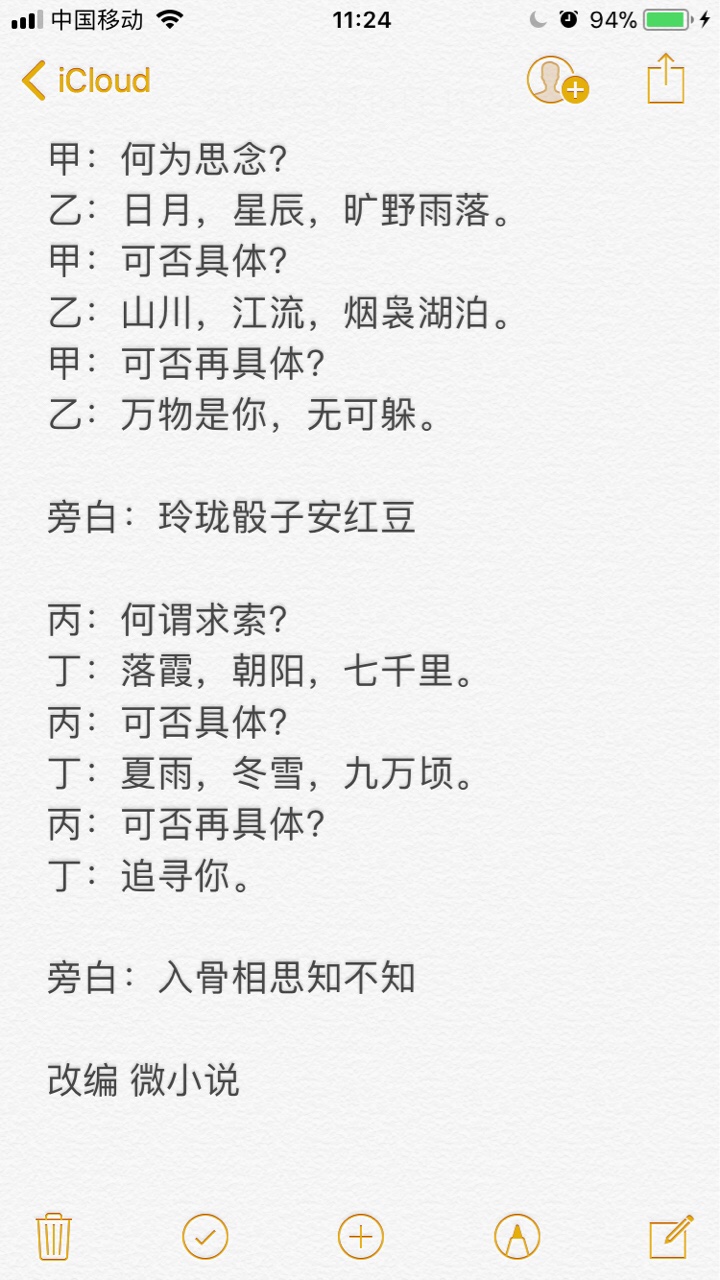 中国移动 11:24 94%
iCloud
甲：何为思念？
乙：日月，星辰，旷野雨落。
甲：可否具体？
乙：山川，江流，烟袅湖泊。
甲：可否再具体？
乙：万物是你，无可躲。
旁白：玲珑骰子安红豆
丙：何谓求索？
丁：落霞，朝阳，七千里。
丙：可否具体？
丁：夏雨，冬雪，九万顷。
丙：可否再具体？
丁：追寻你。
旁白：入骨相思知不知
改编 微小说